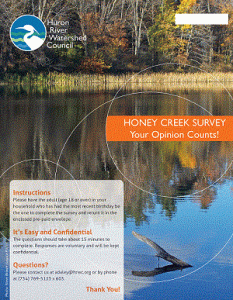 Huron
River
Watershed
Council
HONEY CREEK SURVEY
Your Opinion Counts!
Instructions
Please have the adult (age 18 or over) in your
household who has had the most recent birthday be
the one to complete the survey and return it in the
enclosed pre-paid envelope.
It's Easy and Confidential
The questions should take about 15 minutes to
complete. Responses are voluntary and will be kept
confidential.
Questions?
Please contact us at
or by phone
at (734) 769-5123 x 605.
Thank You!